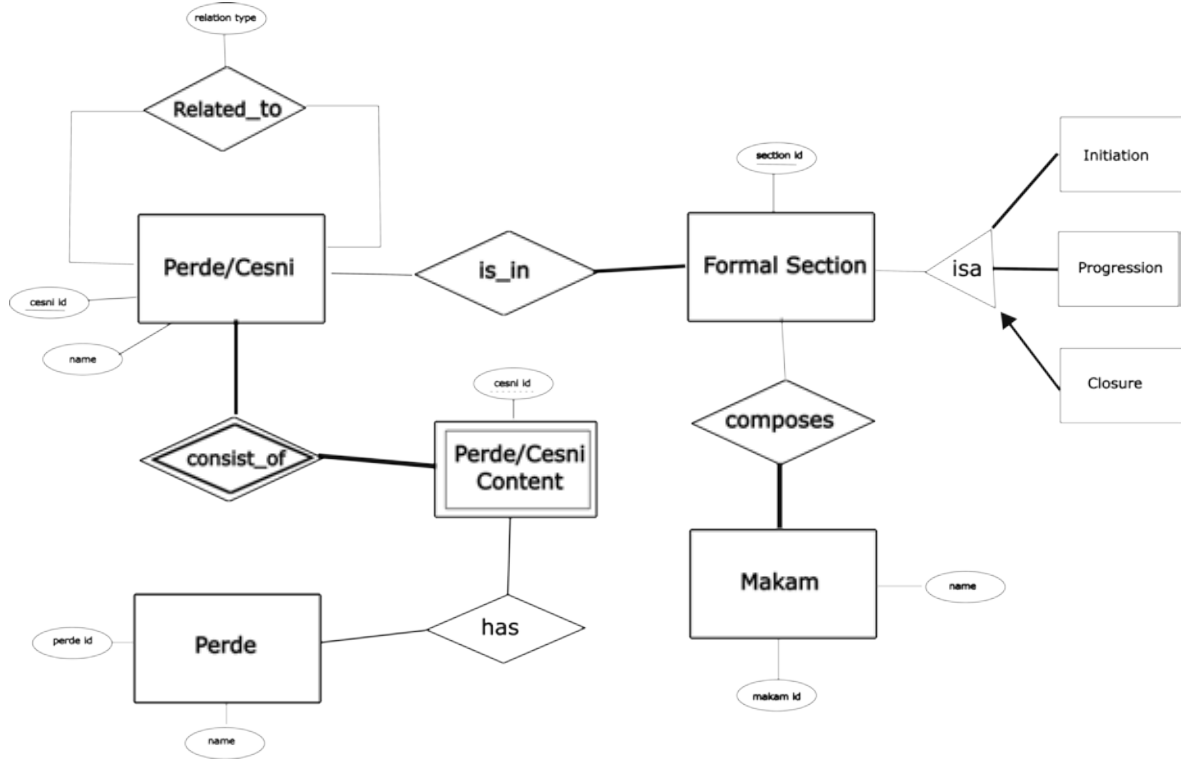 relation type
Related_to
section id
Initiation
Perde/Cesni
is_in
Formal Section
isa
Progression
cesni id
name
cesni id
Closure
consist_of
Perde/Cesni
Content
composes
Makam
name
perde id
Perde
has
makam id
name